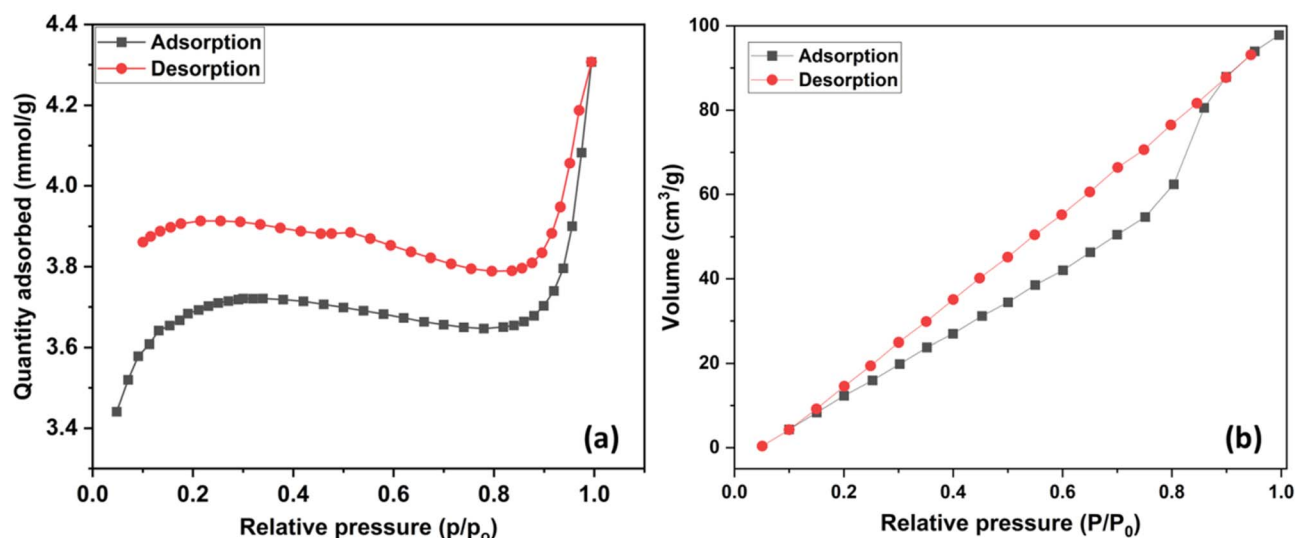 4.4
4.2
4.0
3.8
3.6
3.4
Quantity adsorbed (mmol/g)
Adsorption
Desorption
(a)
0.0 0.2 0.4 0.6 0.8 1.0
Relative pressure (p/pₒ)
100
80
60
40
20
0
Volume (cm³/g)
Adsorption
Desorption
(b)
0.0 0.2 0.4 0.6 0.8 1.0
Relative pressure (P/P₀)